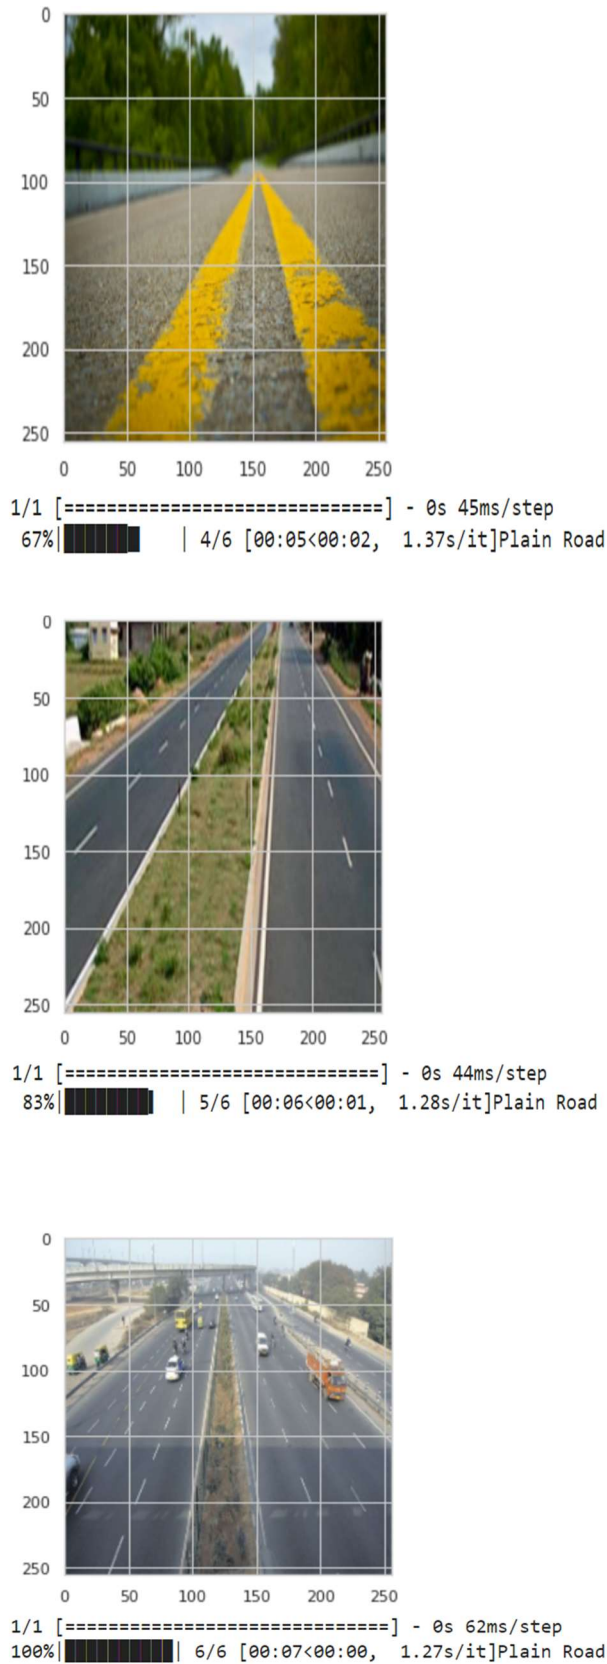 0
50
100
150
200
250
0 50 100 150 200 250
1/1 [==============================] - 0s 45ms/step
67%|███████ | 4/6 [00:05<00:02, 1.37s/it]Plain Road
0
50
100
150
200
250
0 50 100 150 200 250
1/1 [==============================] - 0s 44ms/step
83%|████████ | 5/6 [00:06<00:01, 1.28s/it]Plain Road
0
50
100
150
200
250
0 50 100 150 200 250
1/1 [==============================] - 0s 62ms/step
100%|██████████| 6/6 [00:07<00:00, 1.27s/it]Plain Road